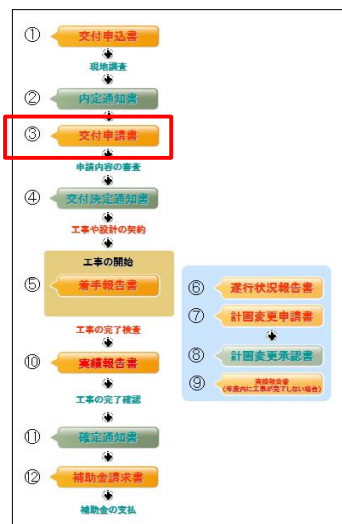 ① 交付申込書
現地調査
② 内定通知書
③ 交付申請書
申請内容の審査
④ 交付決定通知書
工事や設計の契約
工事の開始
⑤ 着手報告書
工事の完了検査
⑩ 実績報告書
工事の完了確認
⑪ 確定通知書
⑫ 補助金請求書
補助金の支払
⑥ 遂行状況報告書
⑦ 計画変更申請書
⑧ 計画変更承認書
⑨ 実績報告書
(年度内に工事が完了しない場合)